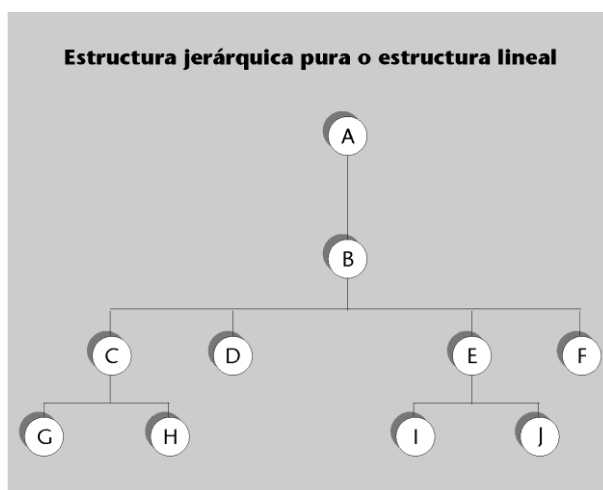 Estructura jerárquica pura o estructura lineal
A
B
C D E F
G H I J